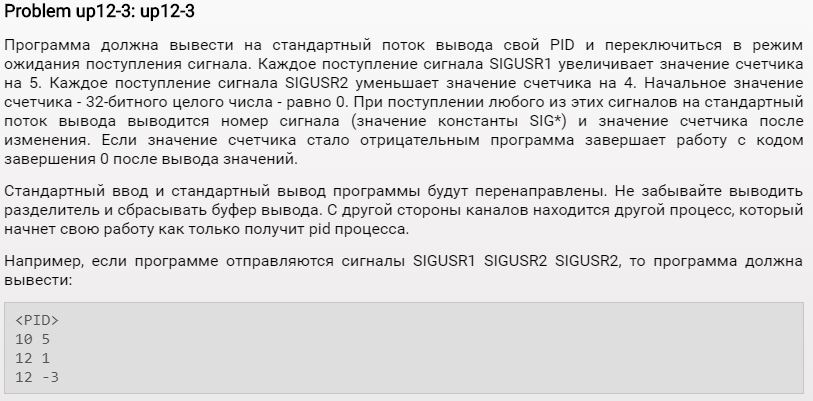 Problem up12-3: up12-3
Программа должна вывести на стандартный поток вывода свой PID и переключиться в режим
ожидания поступления сигнала. Каждое поступление сигнала SIGUSR1 увеличивает значение счетчика
на 5. Каждое поступление сигнала SIGUSR2 уменьшает значение счетчика на 4. Начальное значение
счетчика - 32-битного целого числа - равно 0. При поступлении любого из этих сигналов на стандартный
поток вывода выводится номер сигнала (значение константы SIG*) и значение счетчика после
изменения. Если значение счетчика стало отрицательным программа завершает работу с кодом
завершения 0 после вывода значений.
Стандартный ввод и стандартный вывод программы будут перенаправлены. Не забывайте выводить
разделитель и сбрасывать буфер вывода. С другой стороны каналов находится другой процесс, который
начнет свою работу как только получит pid процесса.
Например, если программе отправляются сигналы SIGUSR1 SIGUSR2 SIGUSR2, то программа должна
вывести:
<PID>
10 5
12 1
12 -3